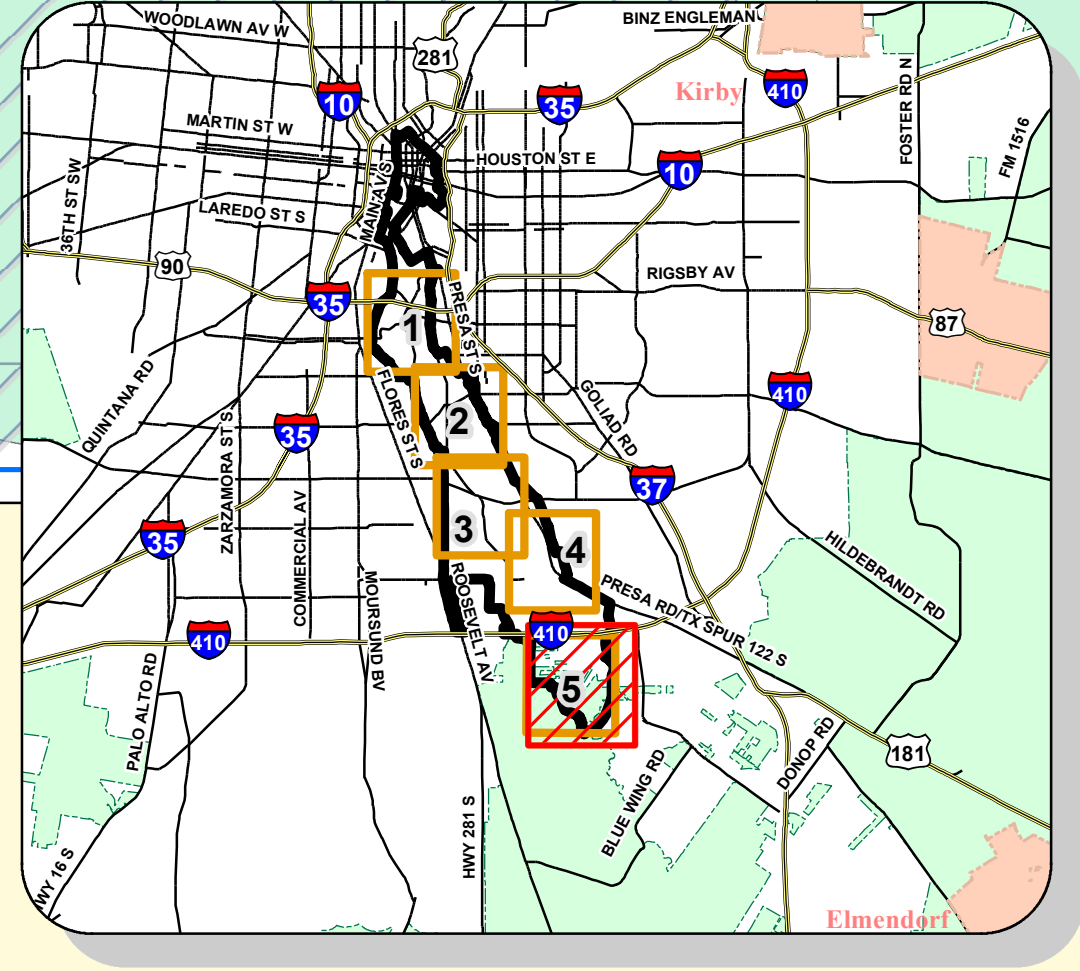 WOODLAWN AV W
BINZ ENGLEMAN
281
FOSTER RD N
Kirby
410
10
35
MARTIN ST W
FM 1516
HOUSTON ST E
10
36TH ST SW
MAIN AV S
LAREDO ST S
90
RIGSBY AV
35
PRESA ST S
87
1
QUINTANA RD
FLORES ST S
GOLIAD RD
410
2
ZARZAMORA ST S
35
37
COMMERCIAL AV
3
35
4
HILDEBRANDT RD
MOURSUND BV
ROOSEVELT AV
PRESA RD/TX SPUR 122 S
410
410
PALO ALTO RD
5
181
DONOP RD
BLUE WING RD
HWY 281 S
WY 16 S
Elmendorf